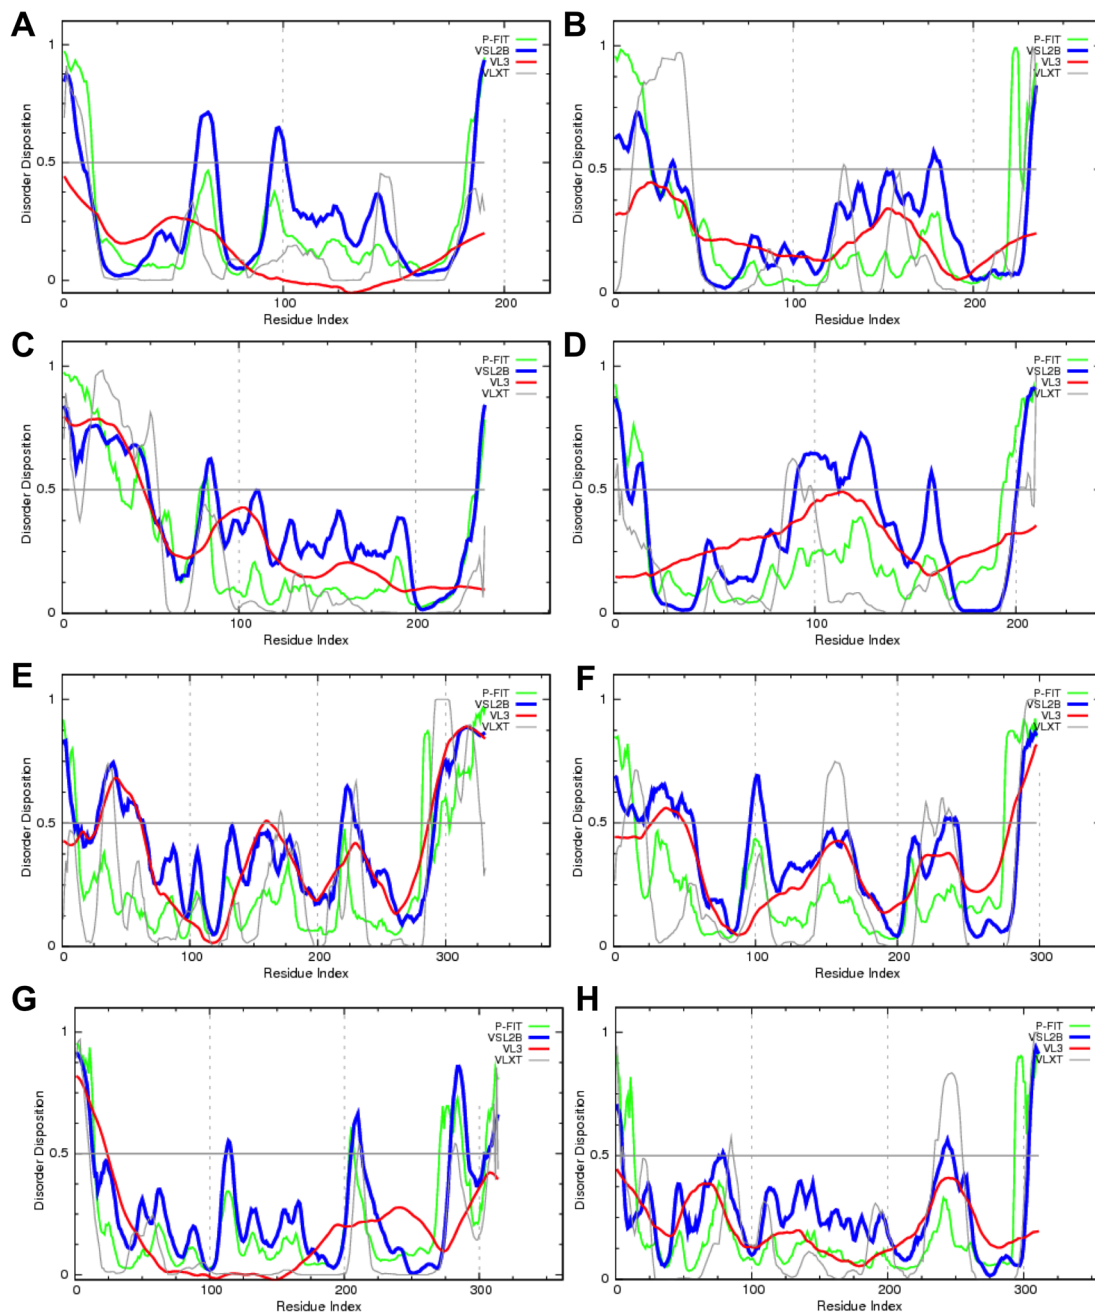 A
1
0.5
0
Disorder Disposition
P-FIT
VSL2B
VL3
VLXT
0
100
200
Residue Index
B
1
0.5
0
Disorder Disposition
P-FIT
VSL2B
VL3
VLXT
0
100
200
Residue Index
C
1
0.5
0
Disorder Disposition
P-FIT
VSL2B
VL3
VLXT
0
100
200
Residue Index
D
1
0.5
0
Disorder Disposition
P-FIT
VSL2B
VL3
VLXT
0
100
200
Residue Index
E
1
0.5
0
Disorder Disposition
P-FIT
VSL2B
VL3
VLXT
0
100
200
300
Residue Index
F
1
0.5
0
Disorder Disposition
P-FIT
VSL2B
VL3
VLXT
0
100
200
300
Residue Index
G
1
0.5
0
Disorder Disposition
P-FIT
VSL2B
VL3
VLXT
0
100
200
300
Residue Index
H
1
0.5
0
Disorder Disposition
P-FIT
VSL2B
VL3
VLXT
0
100
200
300
Residue Index